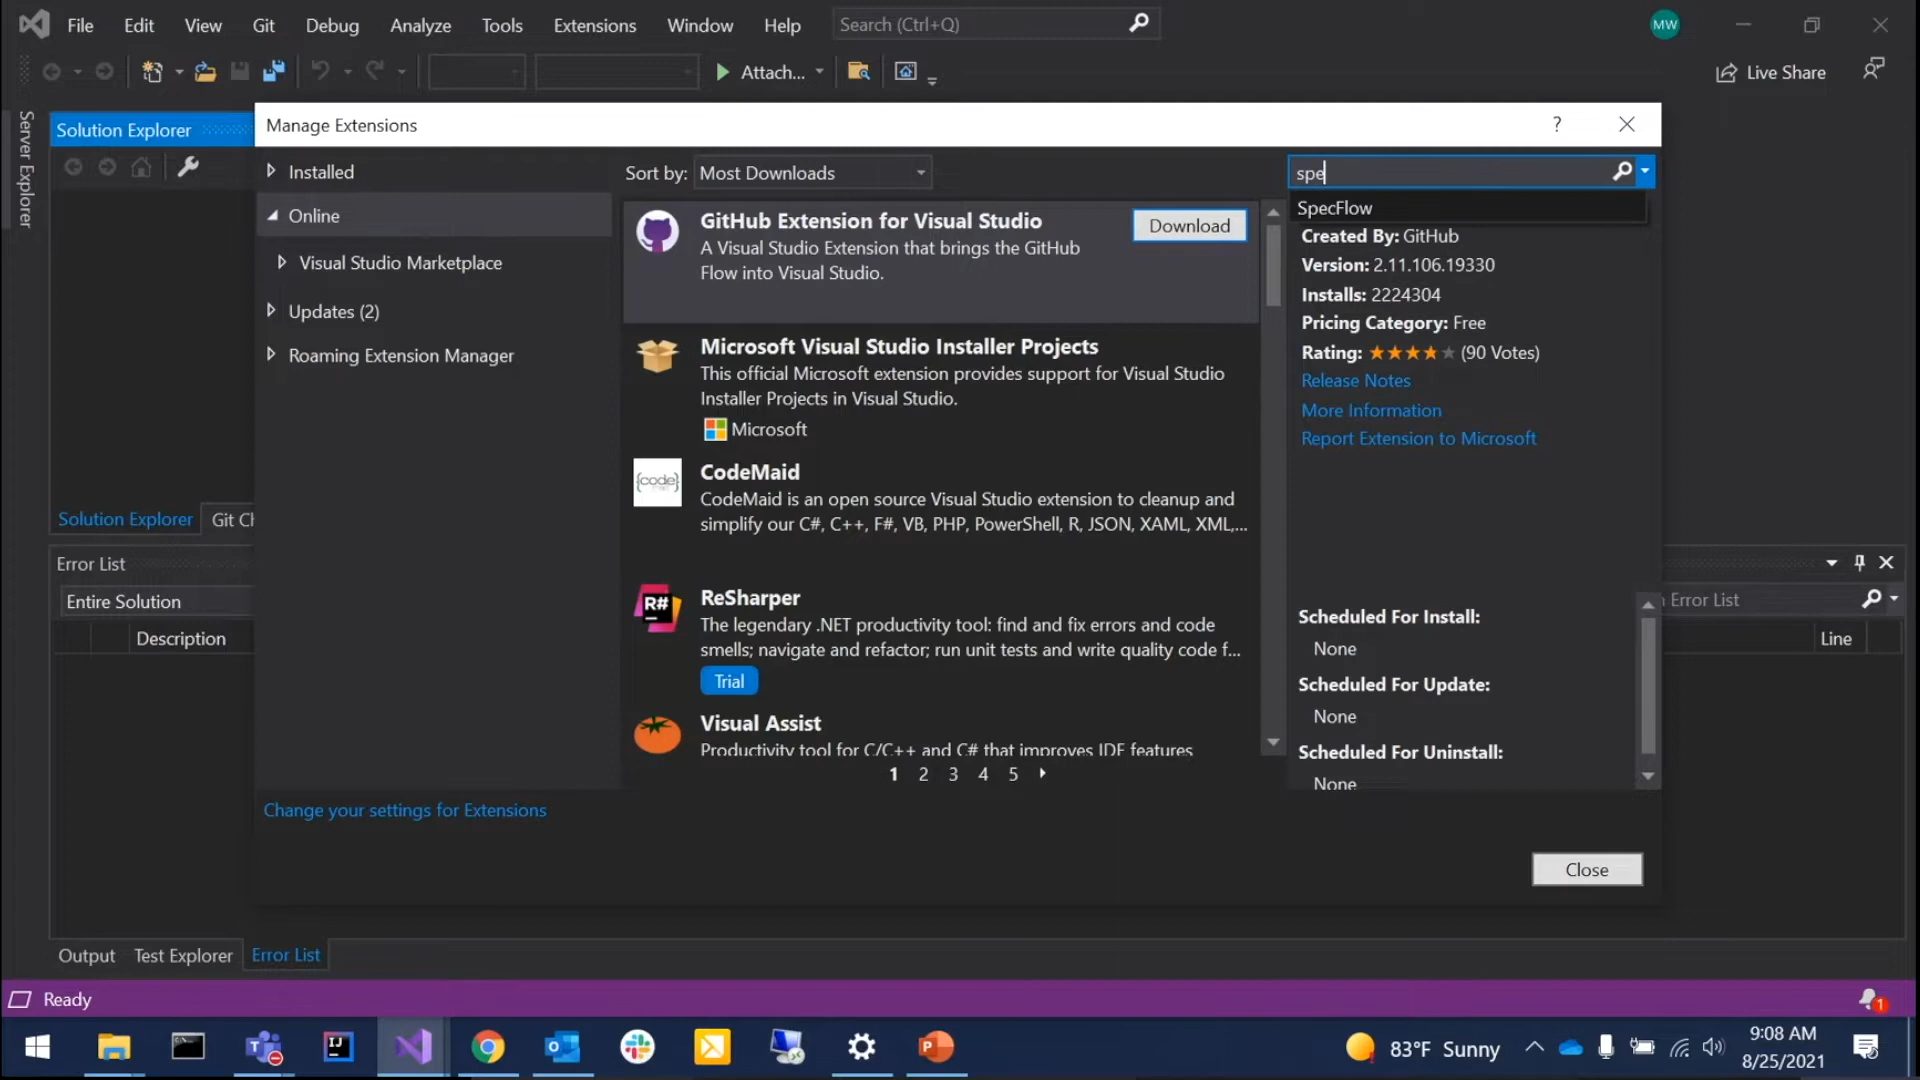 File Edit View Git Debug Analyze Tools Extensions Window Help Search (Ctrl+Q) MW
Attach... Live Share
Server Explorer
Solution Explorer
Manage Extensions ?
Installed
Online
Visual Studio Marketplace
Updates (2)
Roaming Extension Manager
Change your settings for Extensions
Sort by: Most Downloads
GitHub Extension for Visual Studio
A Visual Studio Extension that brings the GitHub
Flow into Visual Studio.
Download
Microsoft Visual Studio Installer Projects
This official Microsoft extension provides support for Visual Studio
Installer Projects in Visual Studio.
Microsoft
{code}
CodeMaid
CodeMaid is an open source Visual Studio extension to cleanup and
simplify our C#, C++, F#, VB, PHP, PowerShell, R, JSON, XAML, XML,...
R#
ReSharper
The legendary .NET productivity tool: find and fix errors and code
smells; navigate and refactor; run unit tests and write quality code f...
Trial
Visual Assist
Productivity tool for C/C++ and C# that improves IDE features
1 2 3 4 5
spe
SpecFlow
Created By: GitHub
Version: 2.11.106.19330
Installs: 2224304
Pricing Category: Free
Rating: (90 Votes)
Release Notes
More Information
Report Extension to Microsoft
Scheduled For Install:
None
Scheduled For Update:
None
Scheduled For Uninstall:
None
Close
Solution Explorer Git Ch
Error List
Entire Solution
Error List
Description
Line
Output Test Explorer Error List
Ready
1
IJ
P
83°F Sunny
9:08 AM
8/25/2021